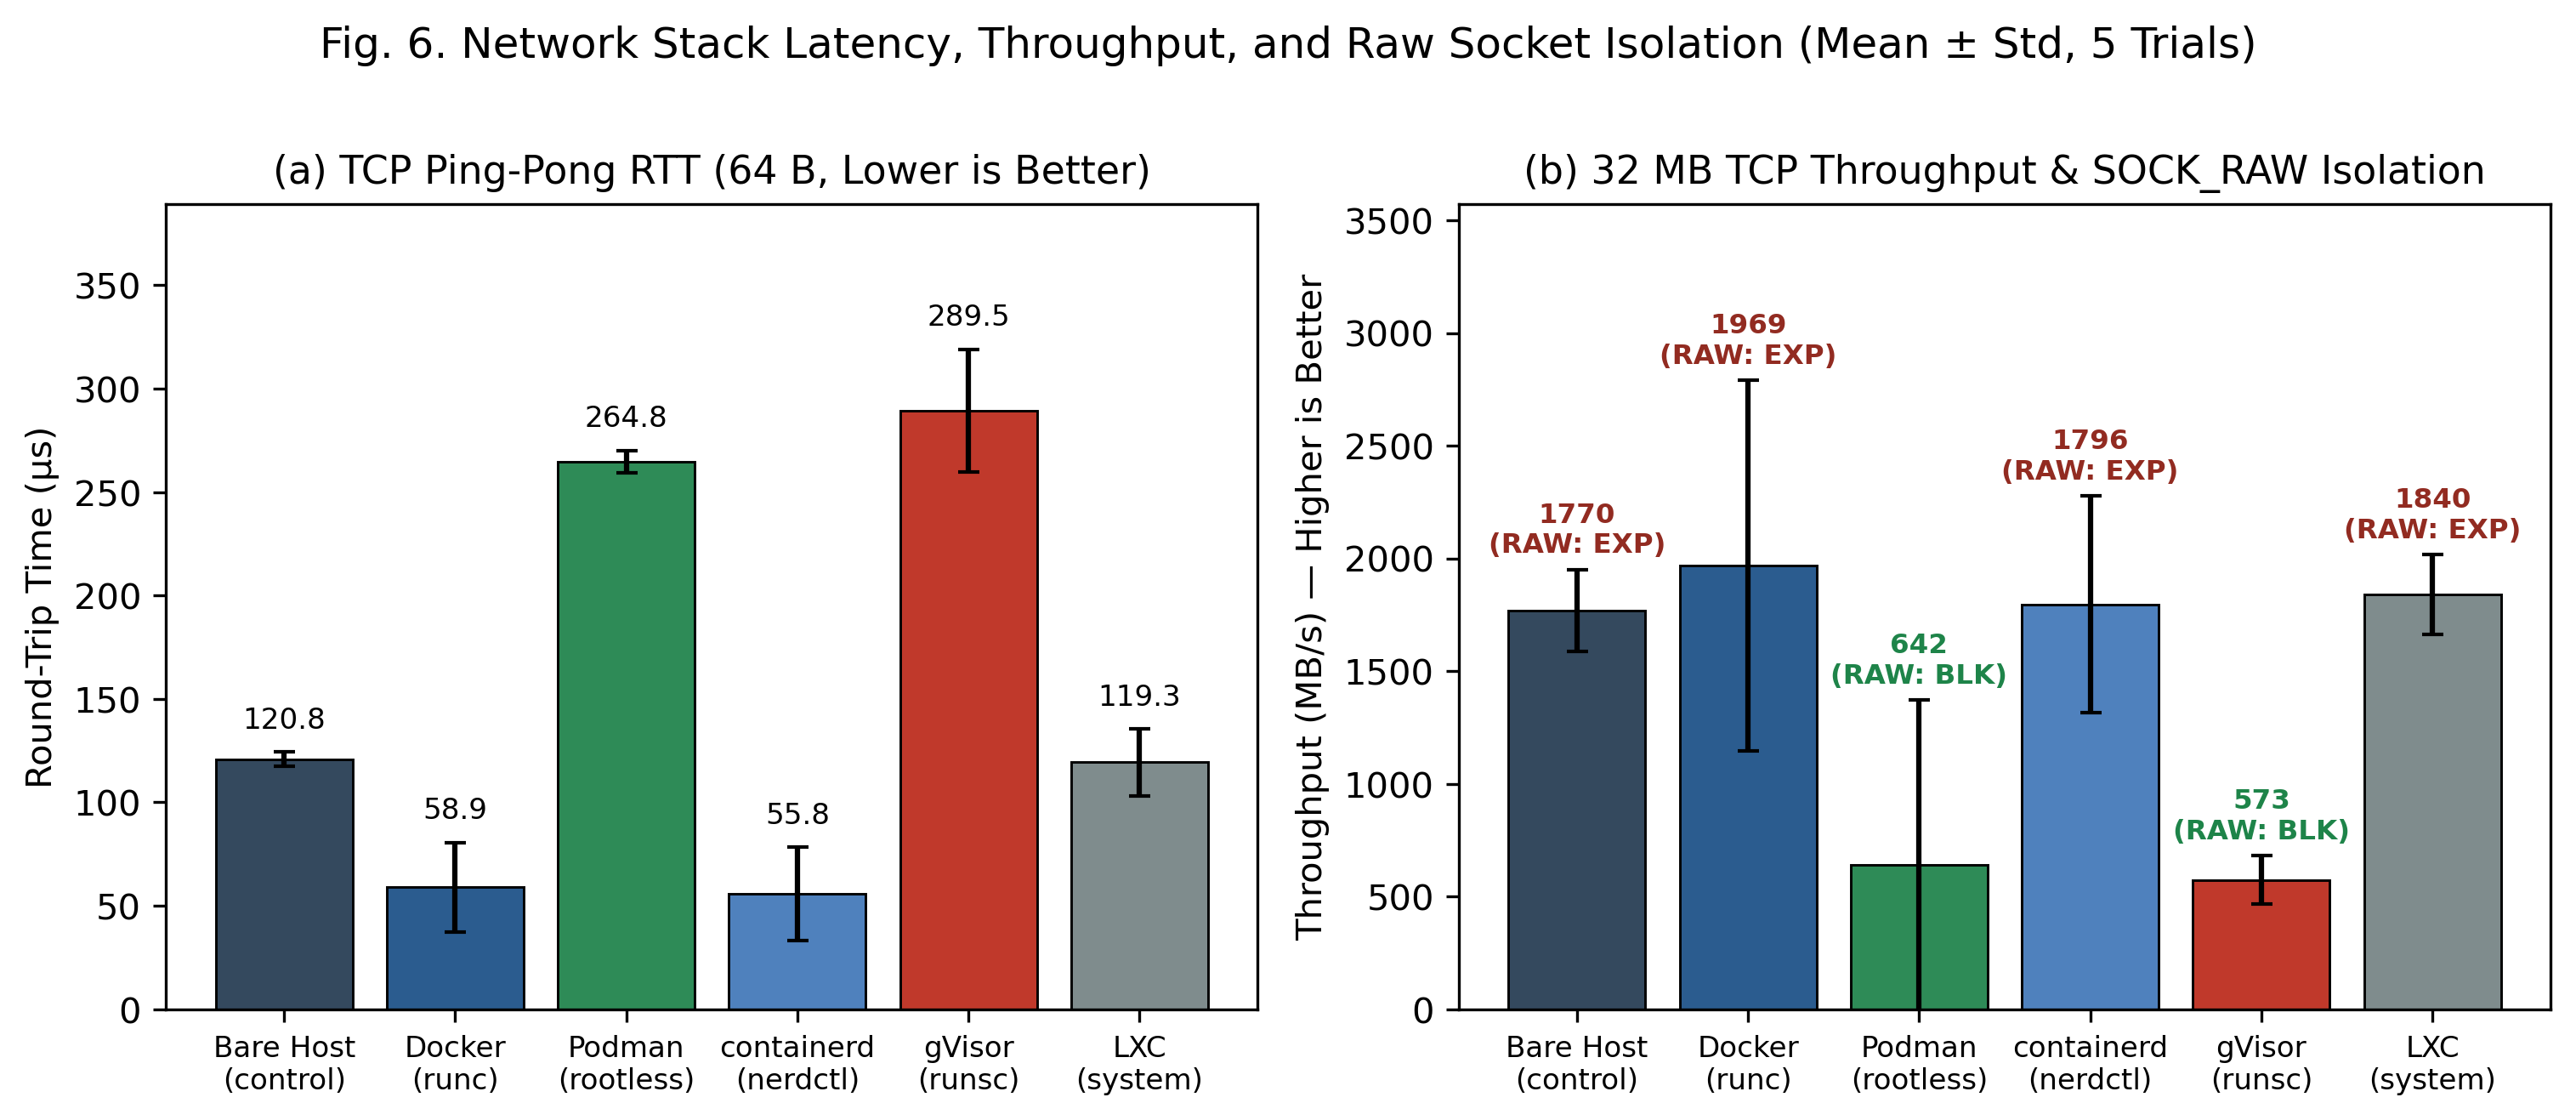 Fig. 6. Network Stack Latency, Throughput, and Raw Socket Isolation (Mean ± Std, 5 Trials)
(a) TCP Ping-Pong RTT (64 B, Lower is Better)
Round-Trip Time (µs)
350
300
250
200
150
100
50
0
120.8
58.9
264.8
55.8
289.5
119.3
Bare Host
(control)
Docker
(runc)
Podman
(rootless)
containerd
(nerdctl)
gVisor
(runsc)
LXC
(system)
(b) 32 MB TCP Throughput & SOCK_RAW Isolation
Throughput (MB/s) — Higher is Better
3500
3000
2500
2000
1500
1000
500
0
1770
(RAW: EXP)
1969
(RAW: EXP)
642
(RAW: BLK)
1796
(RAW: EXP)
573
(RAW: BLK)
1840
(RAW: EXP)
Bare Host
(control)
Docker
(runc)
Podman
(rootless)
containerd
(nerdctl)
gVisor
(runsc)
LXC
(system)